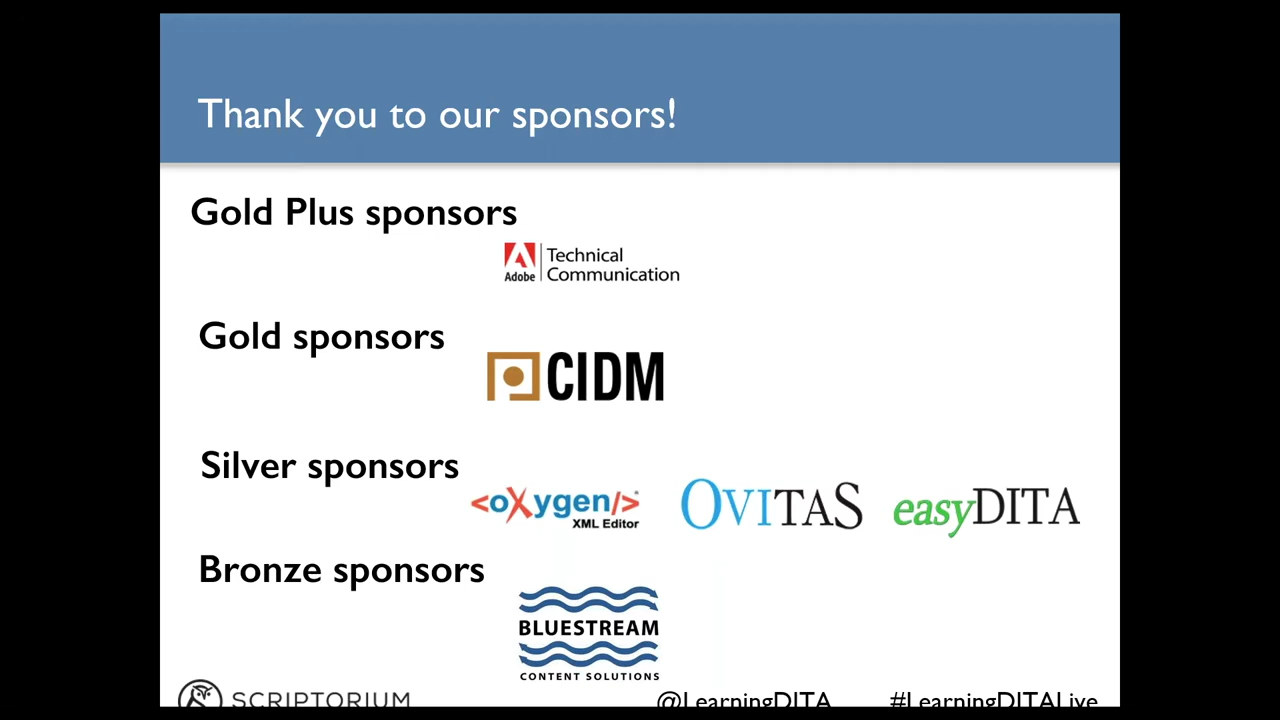 Thank you to our sponsors!
Gold Plus sponsors
Adobe
Technical
Communication
Gold sponsors
CIDM
Silver sponsors
<oXygen/>
XML Editor
OVITAS
easyDITA
Bronze sponsors
BLUESTREAM
CONTENT SOLUTIONS
SCRIPTORIUM
@LearningDITA
#LearningDITALive